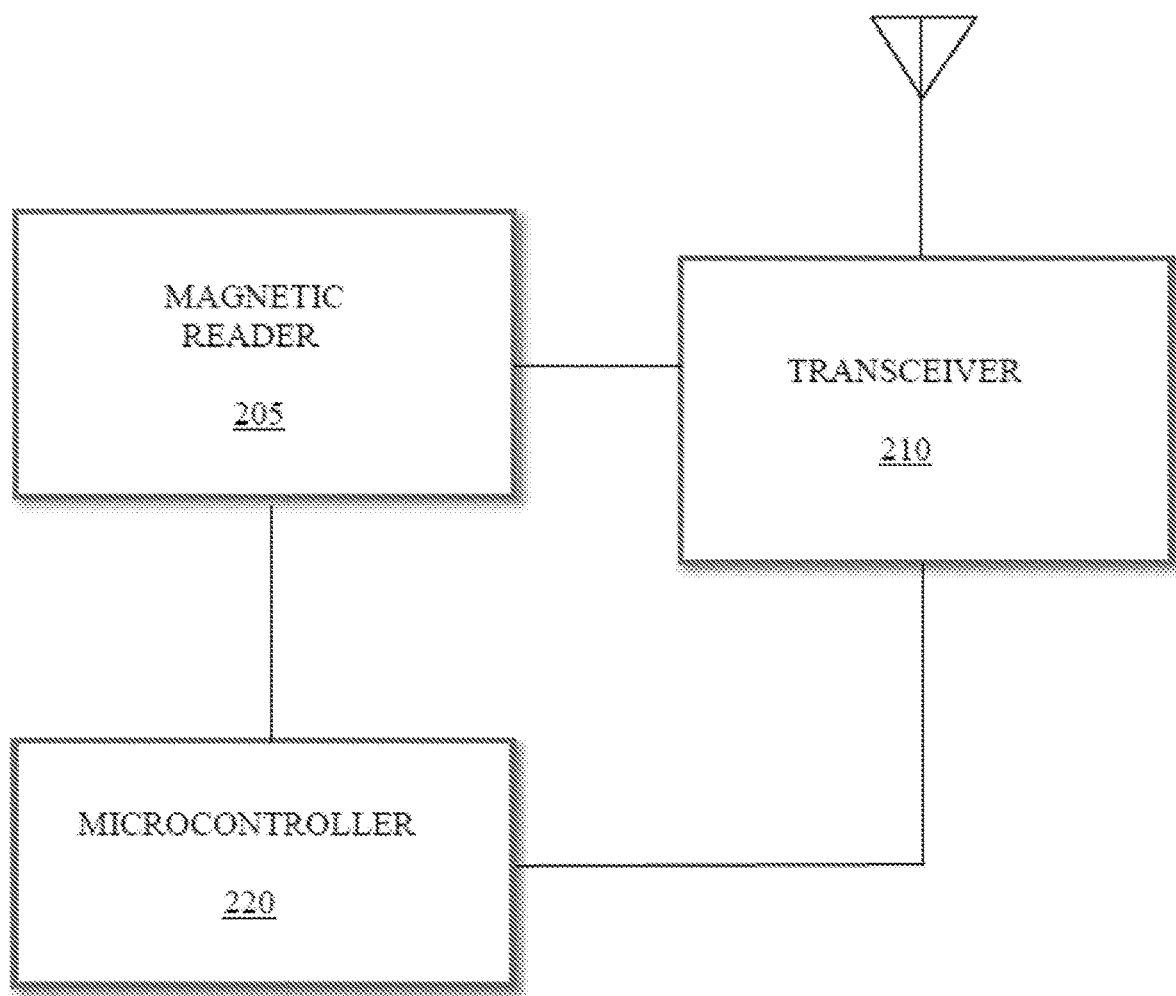 MAGNETIC
READER
205
TRANSCEIVER
210
MICROCONTROLLER
220